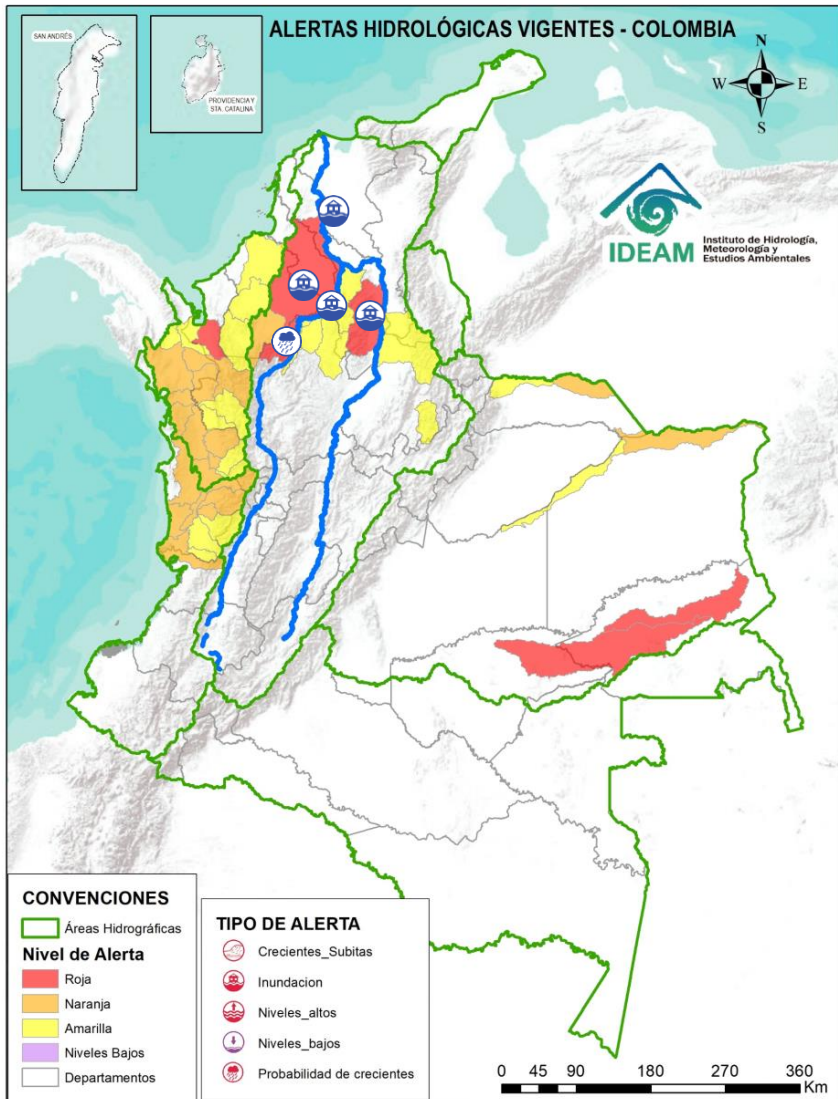 ALERTAS HIDROLÓGICAS VIGENTES - COLOMBIA
SAN ANDRÉS
PROVIDENCIA Y
STA. CATALINA
N
W
E
S
IDEAM
Instituto de Hidrología,
Meteorología y
Estudios Ambientales
CONVENCIONES
Áreas Hidrográficas
Nivel de Alerta
Roja
Naranja
Amarilla
Niveles Bajos
Departamentos
TIPO DE ALERTA
Crecientes_Subitas
Inundacion
Niveles_altos
Niveles_bajos
Probabilidad de crecientes
0 45 90 180 270 360
Km